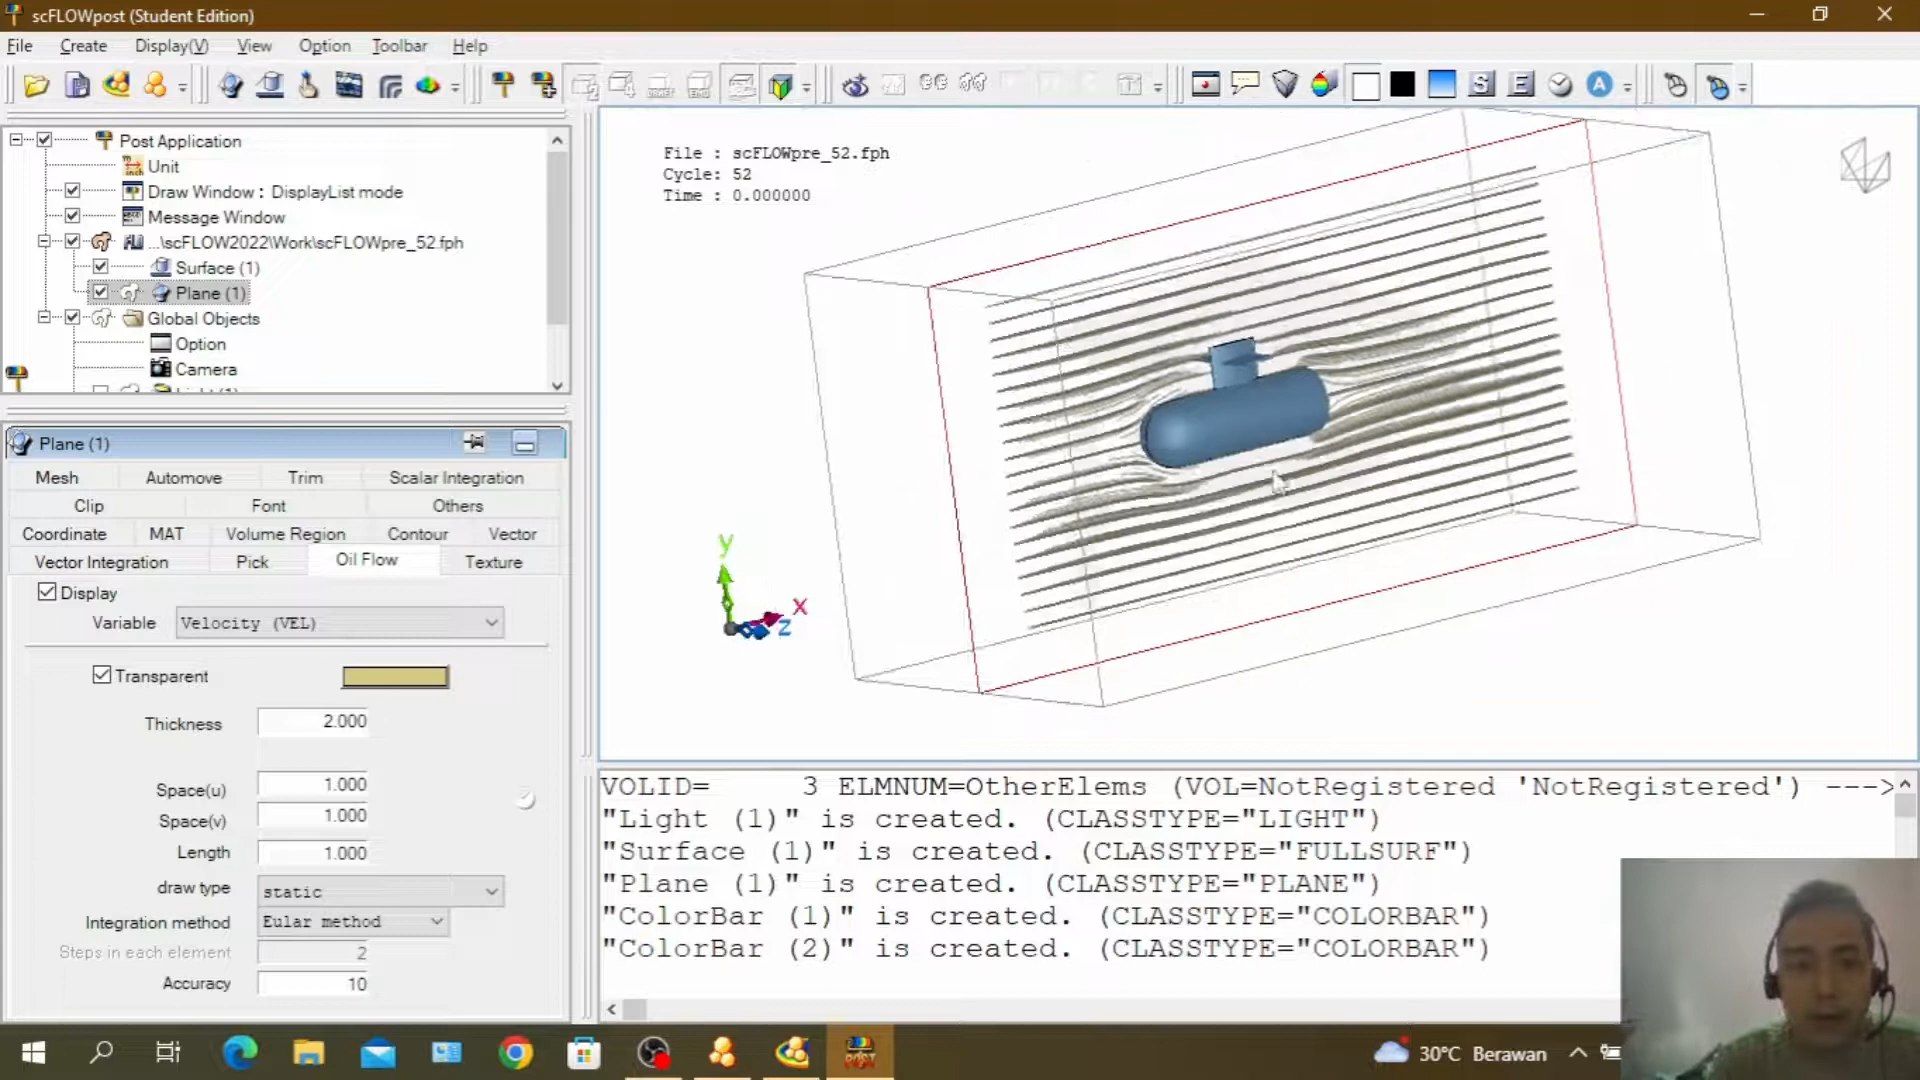 scFLOWpost (Student Edition)
File Create Display(V) View Option Toolbar Help
Post Application
Unit
Draw Window : DisplayList mode
Message Window
...\scFLOW2022\Work\scFLOWpre_52.fph
Surface (1)
Plane (1)
Global Objects
Option
Camera
Plane (1)
Mesh Automove Trim Scalar Integration
Clip Font Others
Coordinate MAT Volume Region Contour Vector
Vector Integration Pick Oil Flow Texture
Display
Variable Velocity (VEL)
Transparent
Thickness 2.000
Space(u) 1.000
Space(v) 1.000
Length 1.000
draw type static
Integration method Eular method
Steps in each element 2
Accuracy 10
File : scFLOWpre_52.fph
Cycle: 52
Time : 0.000000
y
x
z
VOLID= 3 ELMNUM=OtherElems (VOL=NotRegistered 'NotRegistered') --->
"Light (1)" is created. (CLASSTYPE="LIGHT")
"Surface (1)" is created. (CLASSTYPE="FULLSURF")
"Plane (1)" is created. (CLASSTYPE="PLANE")
"ColorBar (1)" is created. (CLASSTYPE="COLORBAR")
"ColorBar (2)" is created. (CLASSTYPE="COLORBAR")
30°C Berawan